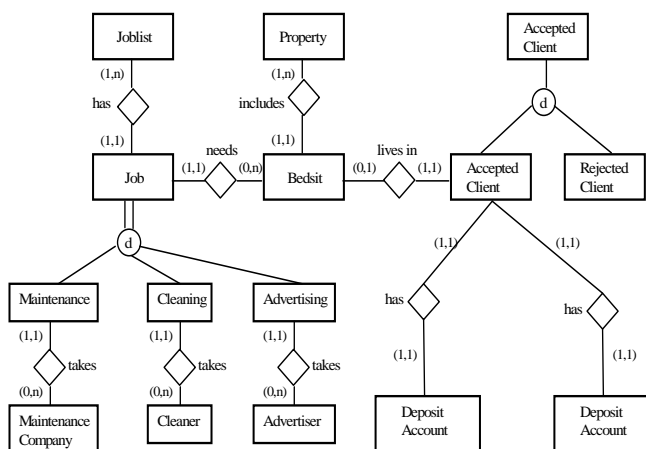 Joblist
Property
Accepted
Client
(1,n)
(1,n)
has
includes
d
(1,1)
(1,1)
needs
lives in
Job
(1,1)
(0,n)
Bedsit
(0,1)
(1,1)
Accepted
Client
Rejected
Client
d
(1,1)
(1,1)
Maintenance
Cleaning
Advertising
has
has
(1,1)
(1,1)
(1,1)
takes
takes
takes
(1,1)
(1,1)
(0,n)
(0,n)
(0,n)
Maintenance
Company
Cleaner
Advertiser
Deposit
Account
Deposit
Account